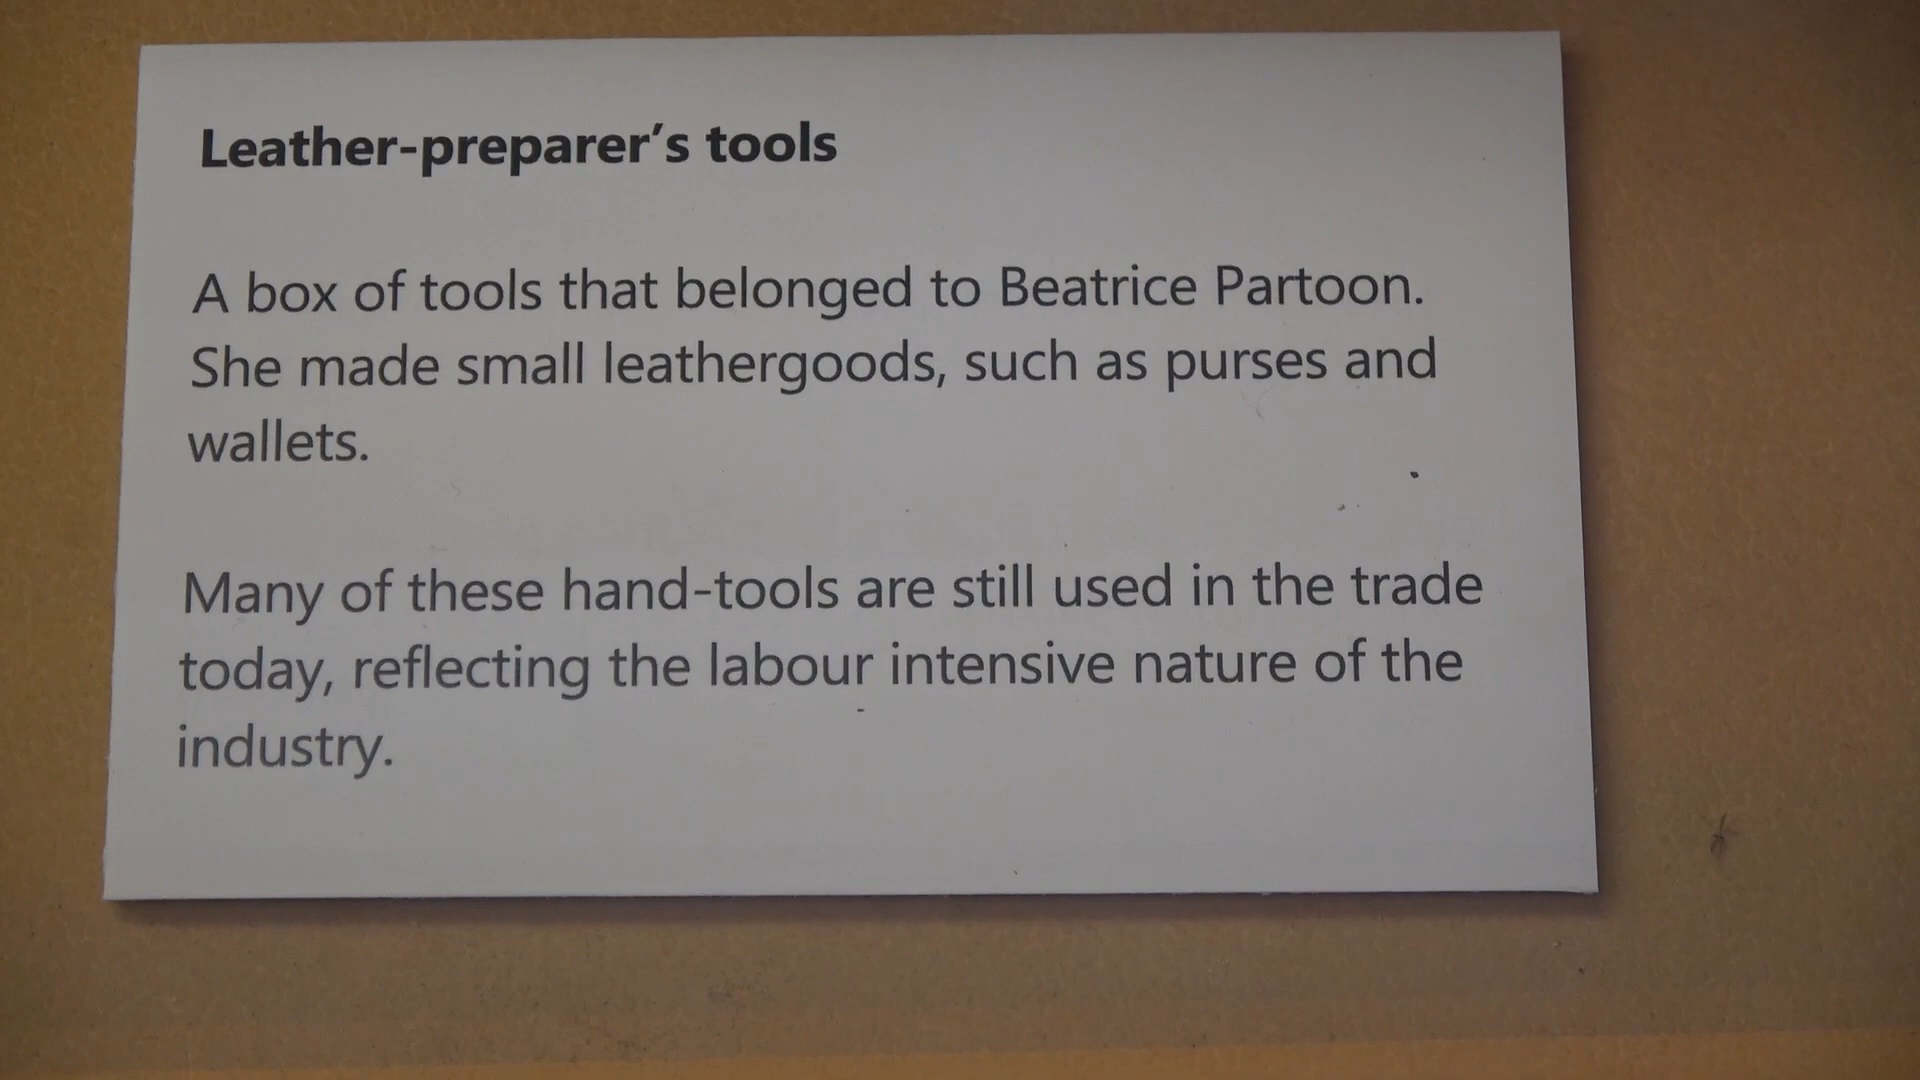 Leather-preparer’s tools
A box of tools that belonged to Beatrice Partoon.
She made small leathergoods, such as purses and
wallets.
Many of these hand-tools are still used in the trade
today, reflecting the labour intensive nature of the
industry.